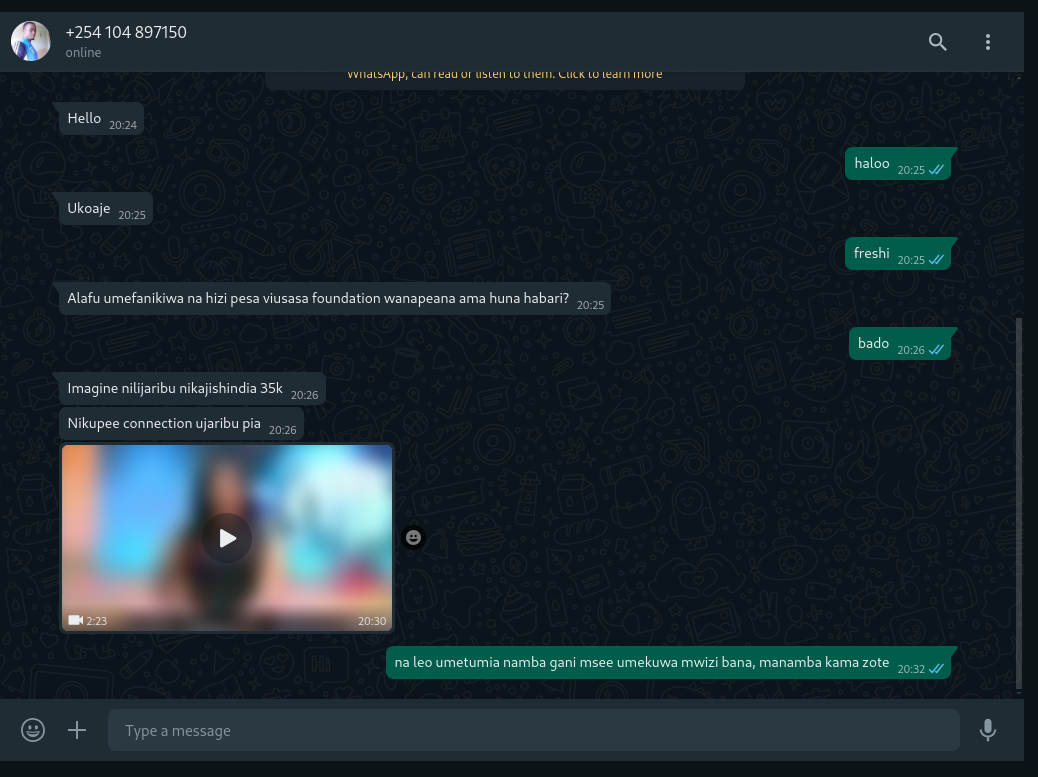 +254 104 897150
online
WhatsApp, can read or listen to them. Click to learn more
Hello 20:24
haloo 20:25
Ukoaje 20:25
freshi 20:25
Alafu umefanikiwa na hizi pesa viusasa foundation wanapeana ama huna habari? 20:25
bado 20:26
Imagine nilijaribu nikajishindia 35k 20:26
Nikupee connection ujaribu pia 20:26
2:23 20:30
na leo umetumia namba gani msee umekuwa mwizi bana, manamba kama zote 20:32
Type a message